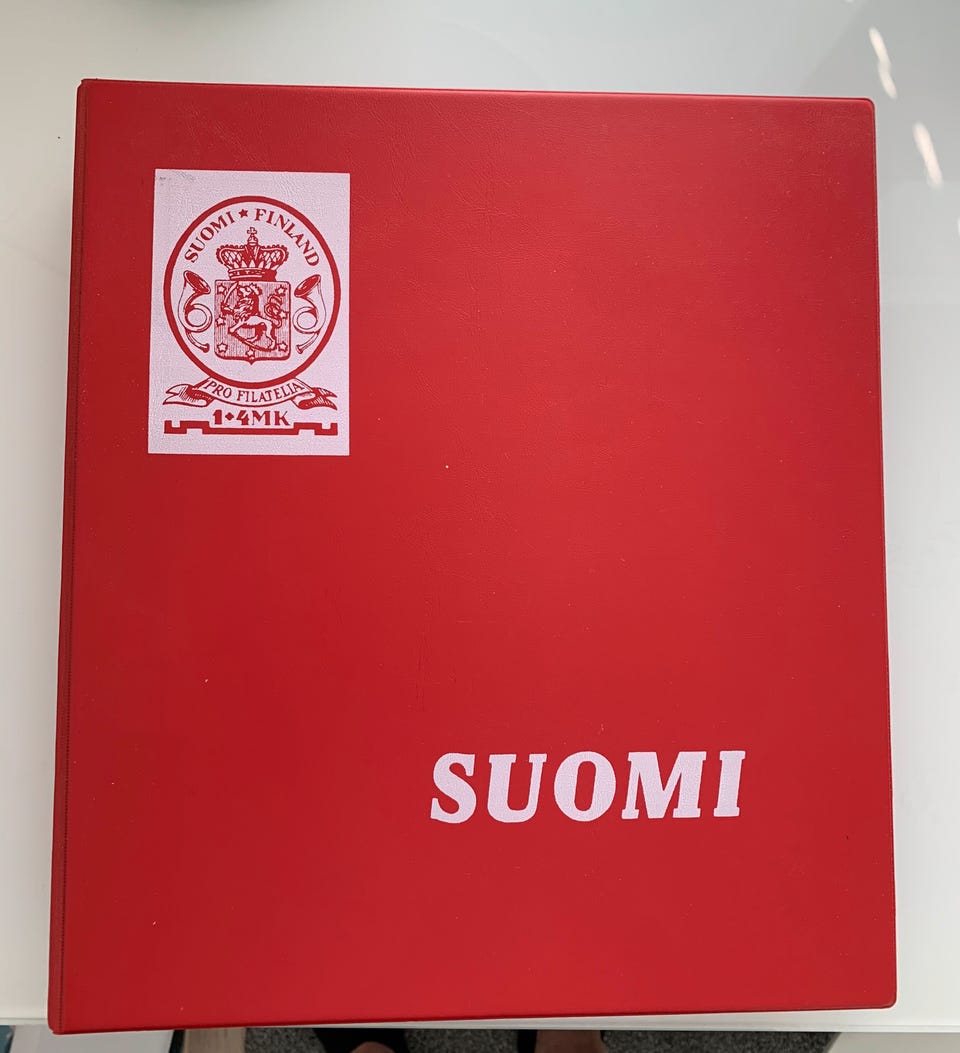 SUOMI ★ FINLAND
PRO FILATELIA
1+4MK
SUOMI